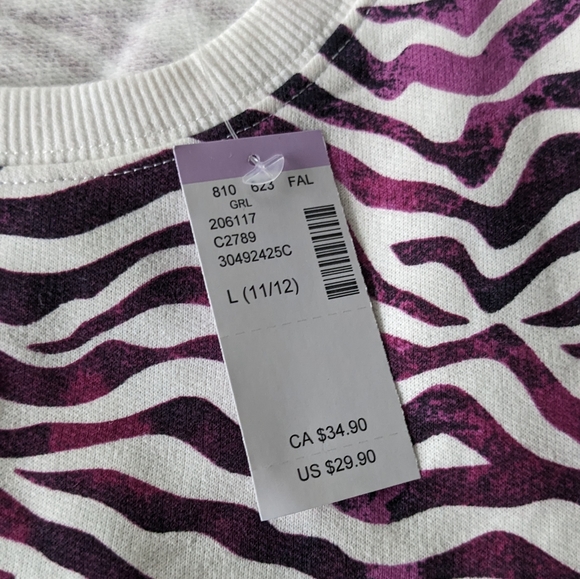 810 623 FAL
GRL
206117
C2789
30492425C
L (11/12)
CA $34.90
US $29.90